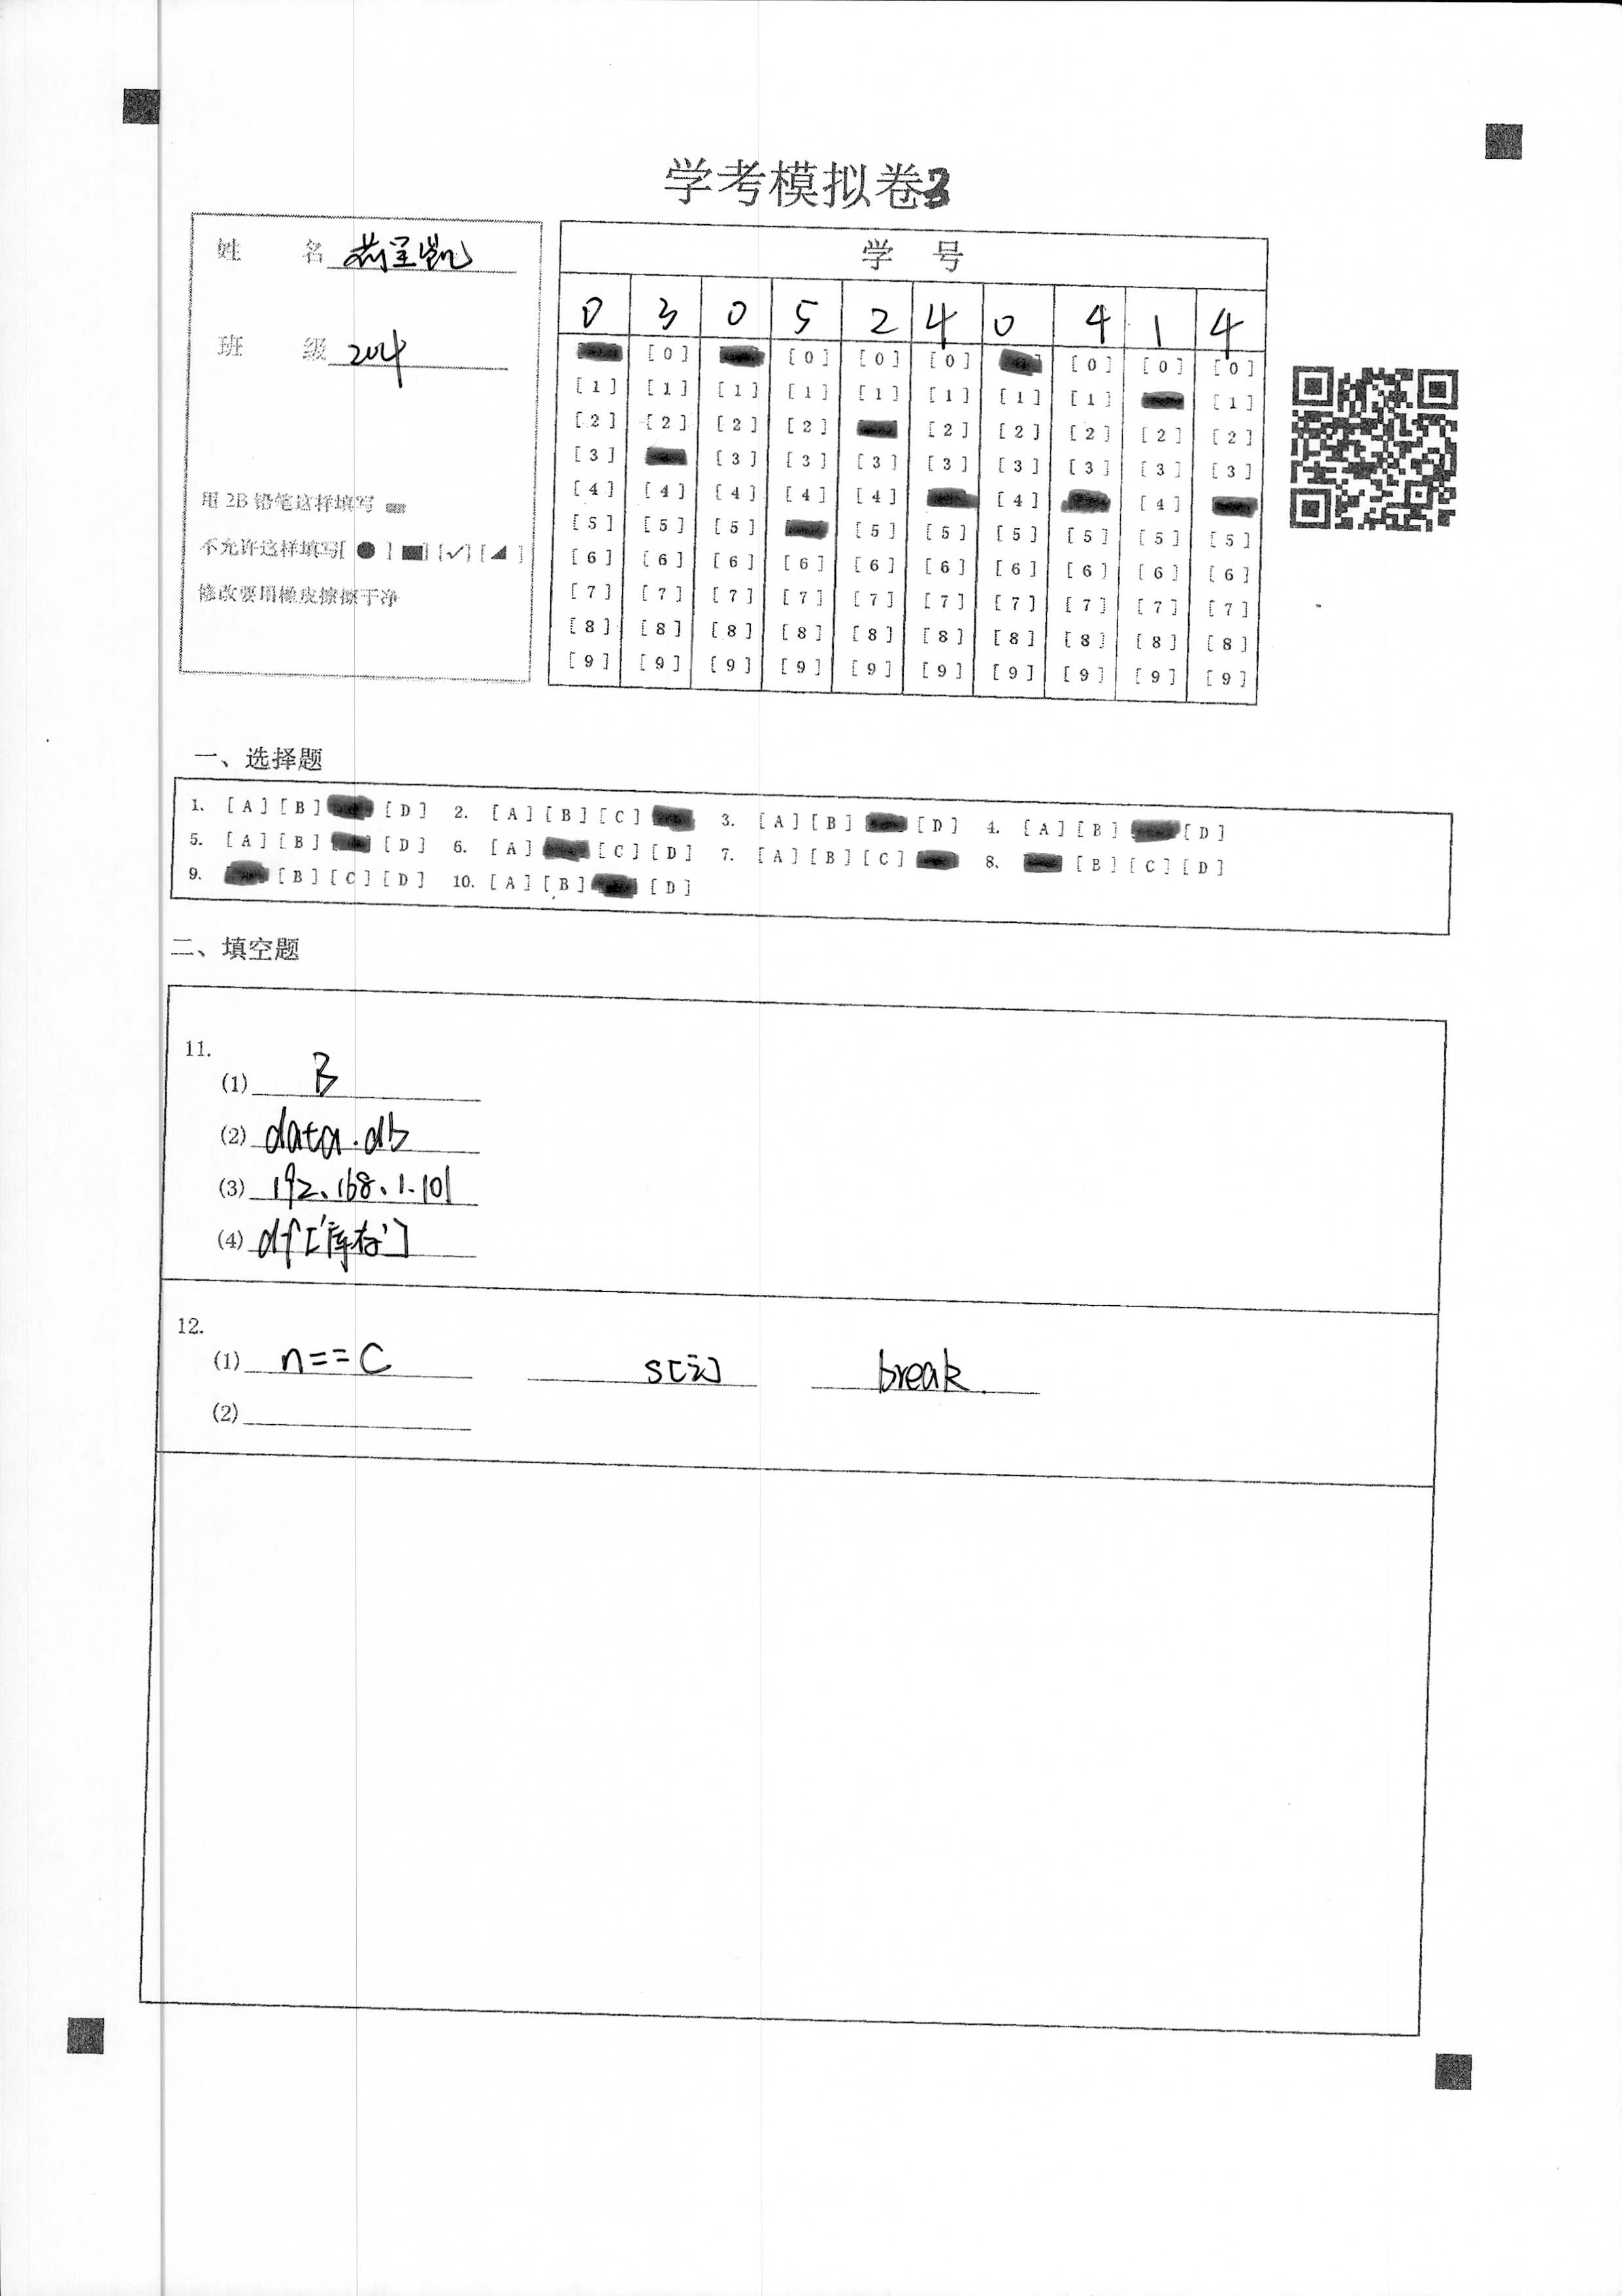 学考模拟卷3
姓 名
学 号
0 3 0 5 2 4 0 4 1 4
班 级 204
[0] [0] [0] [0] [0] [0] [0]
[1] [1] [1] [1] [1] [1] [1] [1] [1]
[2] [2] [2] [2] [2] [2] [2] [2] [2]
[3] [3] [3] [3] [3] [3] [3] [3] [3]
[4] [4] [4] [4] [4] [4] [4]
[5] [5] [5] [5] [5] [5] [5] [5] [5]
[6] [6] [6] [6] [6] [6] [6] [6] [6] [6]
[7] [7] [7] [7] [7] [7] [7] [7] [7] [7]
[8] [8] [8] [8] [8] [8] [8] [8] [8] [8]
[9] [9] [9] [9] [9] [9] [9] [9] [9] [9]
用 2B 铅笔这样填写
不允许这样填写[ ● ] [■] [✓] [◢ ]
修改要用橡皮擦擦干净
一、选择题
1. [A] [B] [D] 2. [A] [B] [C] 3. [A] [B] [D] 4. [A] [B] [D]
5. [A] [B] [D] 6. [A] [C] [D] 7. [A] [B] [C] 8. [B] [C] [D]
9. [B] [C] [D] 10. [A] [B] [D]
二、填空题
11.
(1) B
(2) data.db
(3) 192、168、1.101
(4) df['库存']
12.
(1) n==C s[i] break
(2)